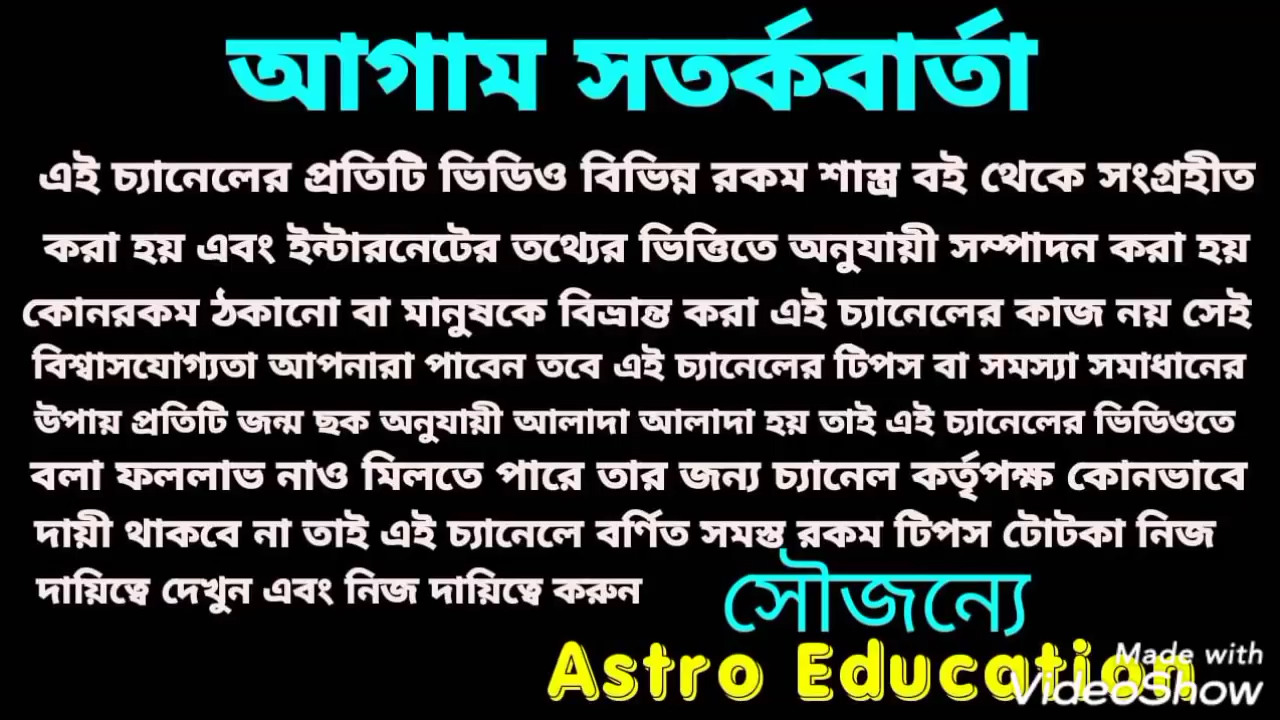 আগাম সতর্কবার্তা
এই চ্যানেলের প্রতিটি ভিডিও বিভিন্ন রকম শাস্ত্র বই থেকে সংগ্রহীত
করা হয় এবং ইন্টারনেটের তথ্যের ভিত্তিতে অনুযায়ী সম্পাদন করা হয়
কোনরকম ঠকানো বা মানুষকে বিভ্রান্ত করা এই চ্যানেলের কাজ নয় সেই
বিশ্বাসযোগ্যতা আপনারা পাবেন তবে এই চ্যানেলের টিপস বা সমস্যা সমাধানের
উপায় প্রতিটি জন্ম ছক অনুযায়ী আলাদা আলাদা হয় তাই এই চ্যানেলের ভিডিওতে
বলা ফললাভ নাও মিলতে পারে তার জন্য চ্যানেল কর্তৃপক্ষ কোনভাবে
দায়ী থাকবে না তাই এই চ্যানেলে বর্ণিত সমস্ত রকম টিপস টোটকা নিজ
দায়িত্বে দেখুন এবং নিজ দায়িত্বে করুন
সৌজন্যে
Astro Education
Made with
VideoShow